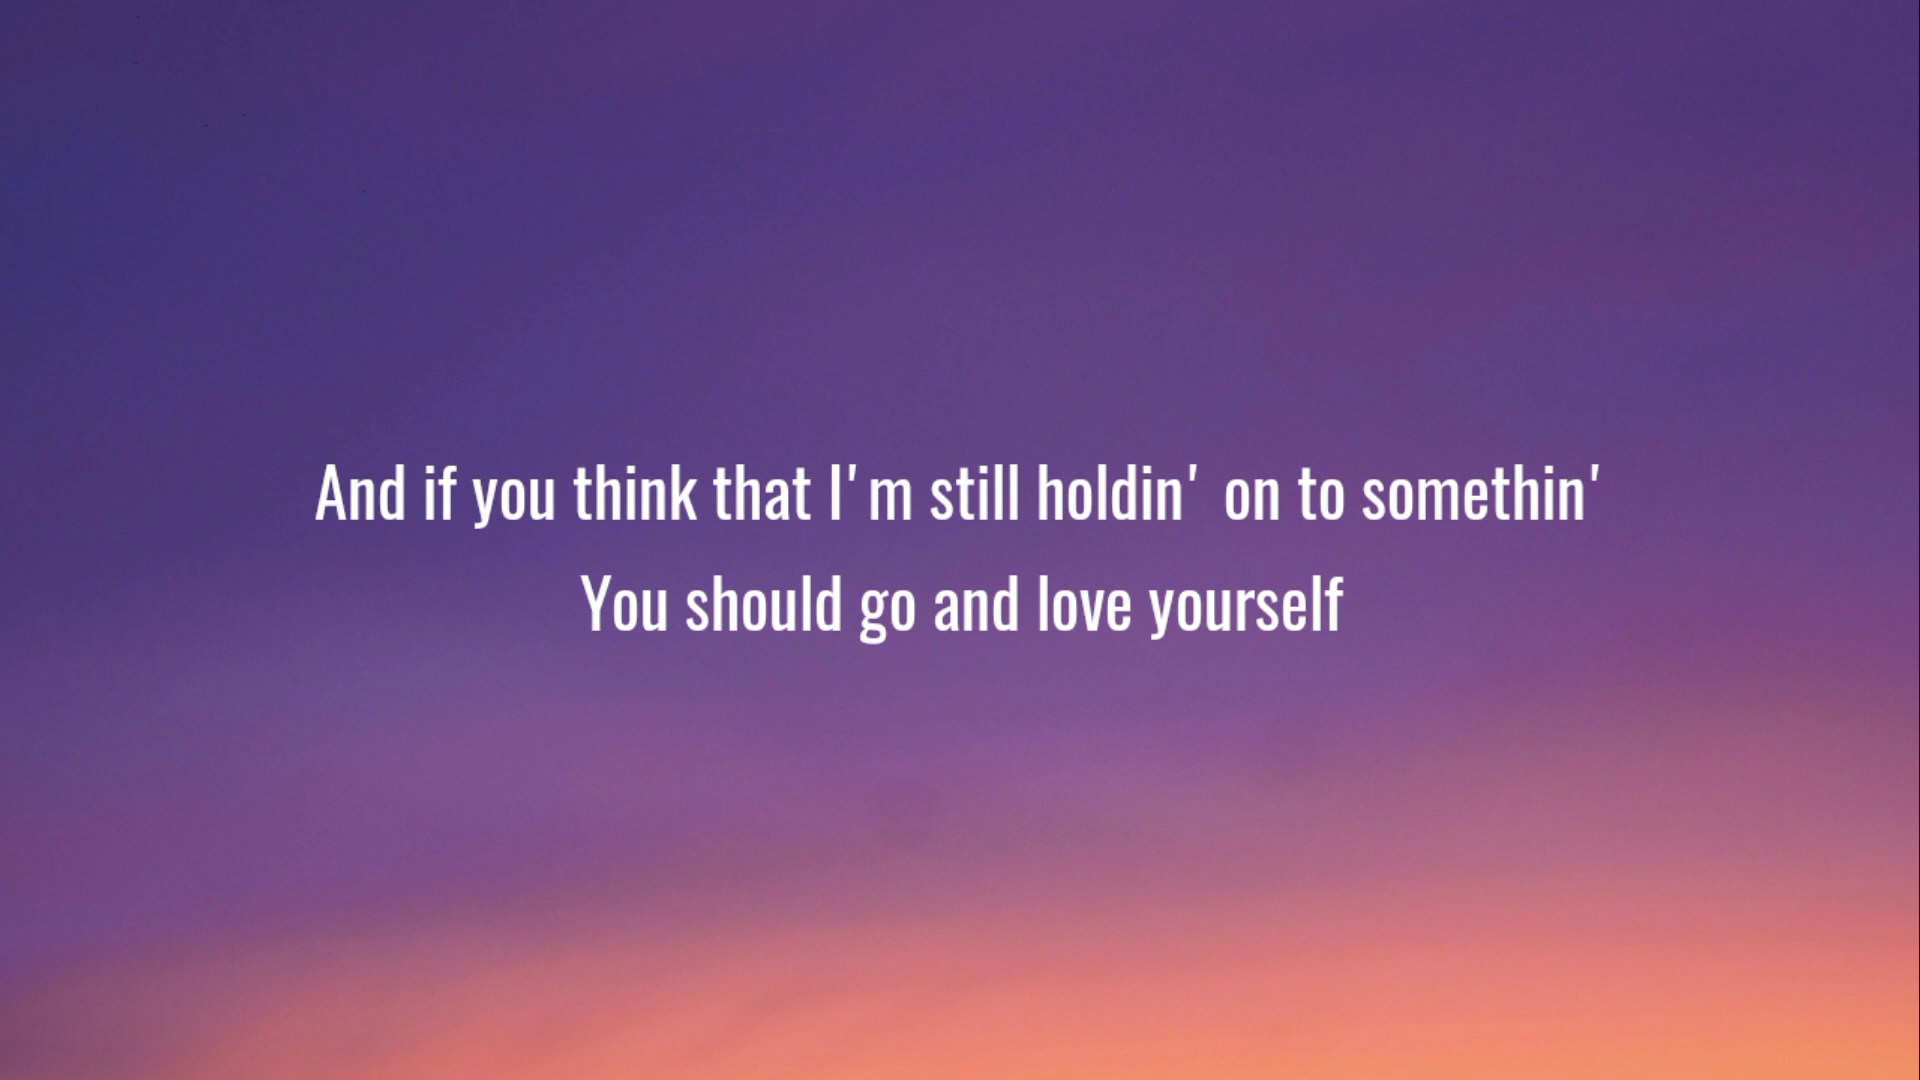 And if you think that I'm still holdin' on to somethin'
You should go and love yourself